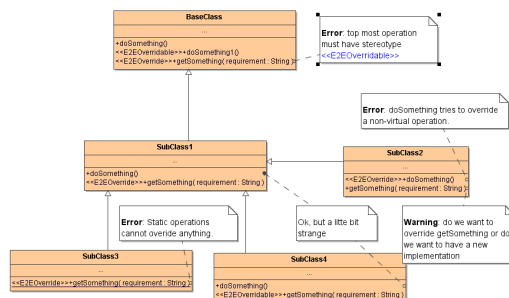 BaseClass
...
+doSomething()
<<E2EOverridable>>+doSomething1()
<<E2EOverride>>+getSomething( requirement : String )
Error: top most operation
must have stereotype
<<E2EOverridable>>
Error: doSomething tries to override
a non-virtual operation.
SubClass1
...
+doSomething()
<<E2EOverride>>+getSomething( requirement : String )
SubClass2
...
<<E2EOverride>>+doSomething()
+getSomething( requirement : String )
Error: Static operations
cannot overide anything.
Ok, but a litte bit
strange
Warning: do we want to
override getSomething or do
we want to have a new
implementation
SubClass3
...
<<E2EOverride>>+getSomething( requirement : String )
SubClass4
...
+doSomething()
<<E2EOverridable>>+getSomething( requirement : String )